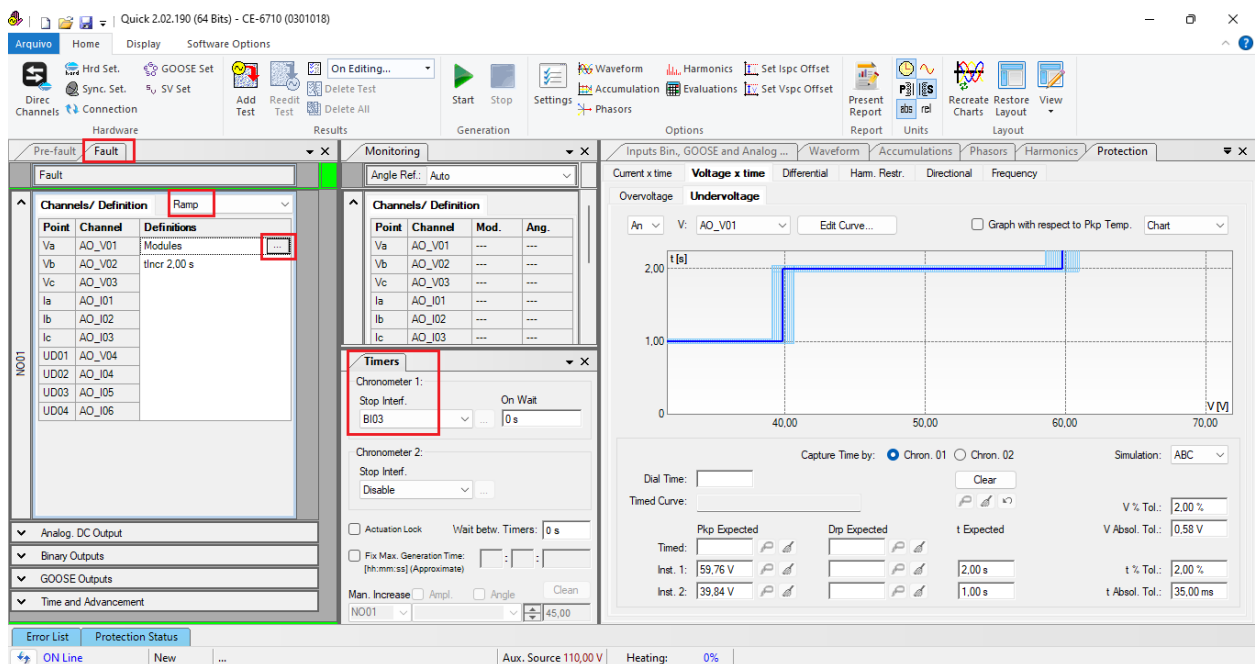 Quick 2.02.190 (64 Bits) - CE-6710 (0301018)
Arquivo Home Display Software Options
Direc Channels
Hrd Set.
Sync. Set.
Connection
GOOSE Set
SV Set
Hardware
Add Test
Reedit Test
On Editing...
Delete Test
Delete All
Results
Start Stop
Generation
Settings
Waveform
Accumulation
Phasors
Harmonics
Evaluations
Set Ispc Offset
Set Vspc Offset
Options
Present Report
Report
abs rel
Units
Recreate Charts
Restore Layout
View
Layout
Pre-fault Fault
Fault
Channels/ Definition Ramp
Point Channel Definitions
Va AO_V01 Modules ...
Vb AO_V02 tIncr 2,00 s
Vc AO_V03
Ia AO_I01
Ib AO_I02
Ic AO_I03
UD01 AO_V04
UD02 AO_I04
UD03 AO_I05
UD04 AO_I06
NO01
Analog. DC Output
Binary Outputs
GOOSE Outputs
Time and Advancement
Monitoring
Angle Ref.: Auto
Channels/ Definition
Point Channel Mod. Ang.
Va AO_V01 --- ---
Vb AO_V02 --- ---
Vc AO_V03 --- ---
Ia AO_I01 --- ---
Ib AO_I02 --- ---
Ic AO_I03 --- ---
Timers
Chronometer 1:
Stop Interf. On Wait
BI03 ... 0 s
Chronometer 2:
Stop Interf.
Disable ...
Actuation Lock Wait betw. Timers: 0 s
Fix Max. Generation Time: : :
[hh:mm:ss] (Approximate)
Clean
Man. Increase Ampl. Angle
NO01 45,00
Inputs Bin., GOOSE and Analog ... Waveform Accumulations Phasors Harmonics Protection
Current x time Voltage x time Differential Harm. Restr. Directional Frequency
Overvoltage Undervoltage
An V: AO_V01 Edit Curve... Graph with respect to Pkp Temp. Chart
t [s]
2,00
1,00
0
40,00 50,00 60,00 70,00
V [V]
Capture Time by: Chron. 01 Chron. 02 Simulation: ABC
Dial Time: Clear
Timed Curve: V % Tol.: 2,00 %
Pkp Expected Drp Expected t Expected V Absol. Tol.: 0,58 V
Timed:
Inst. 1: 59,76 V 2,00 s t % Tol.: 2,00 %
Inst. 2: 39,84 V 1,00 s t Absol. Tol.: 35,00 ms
Error List Protection Status
ON Line New ... Aux. Source 110,00 V Heating: 0%